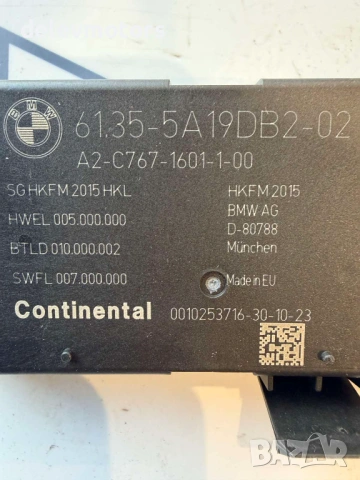 BMW
61.35-5A19DB2-02
A2-C767-1601-1-00
SG HKFM 2015 HKL HKFM 2015
HWEL 005.000.000 BMW AG
BTLD 010.000.002 D-80788
München
SWFL 007.000.000 Made in EU
Continental 0010253716-30-10-23
BAZAR